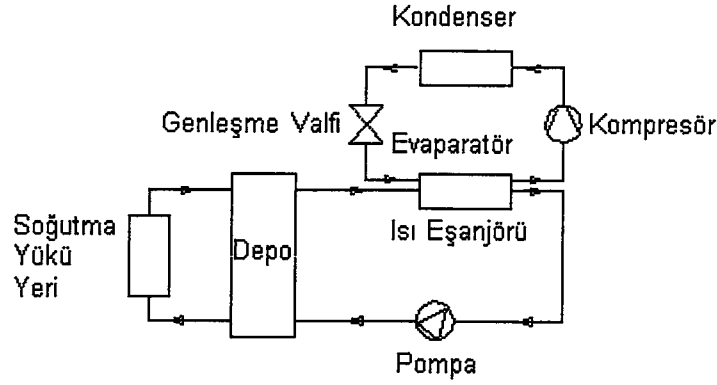 Kondenser
Genleşme Valfi
Kompresör
Evaparatör
Soğutma
Yükü
Yeri
Depo
Isı Eşanjörü
Pompa